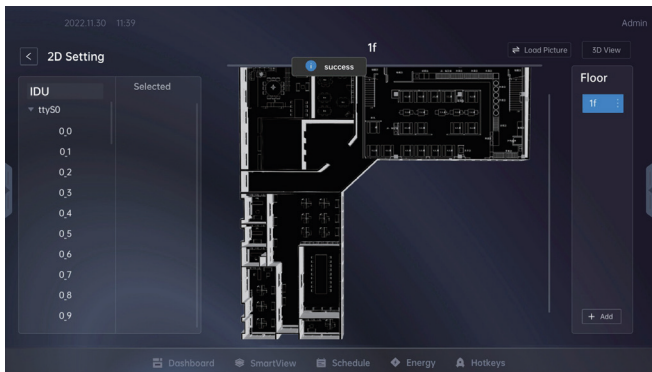 2022.11.30 11:39
Admin
2D Setting
1f
Load Picture
3D View
success
IDU
Selected
Floor
ttyS0
1f
0_0
0_1
0_2
0_3
0_4
0_5
0_6
0_7
0_8
0_9
+ Add
Dashboard
SmartView
Schedule
Energy
Hotkeys